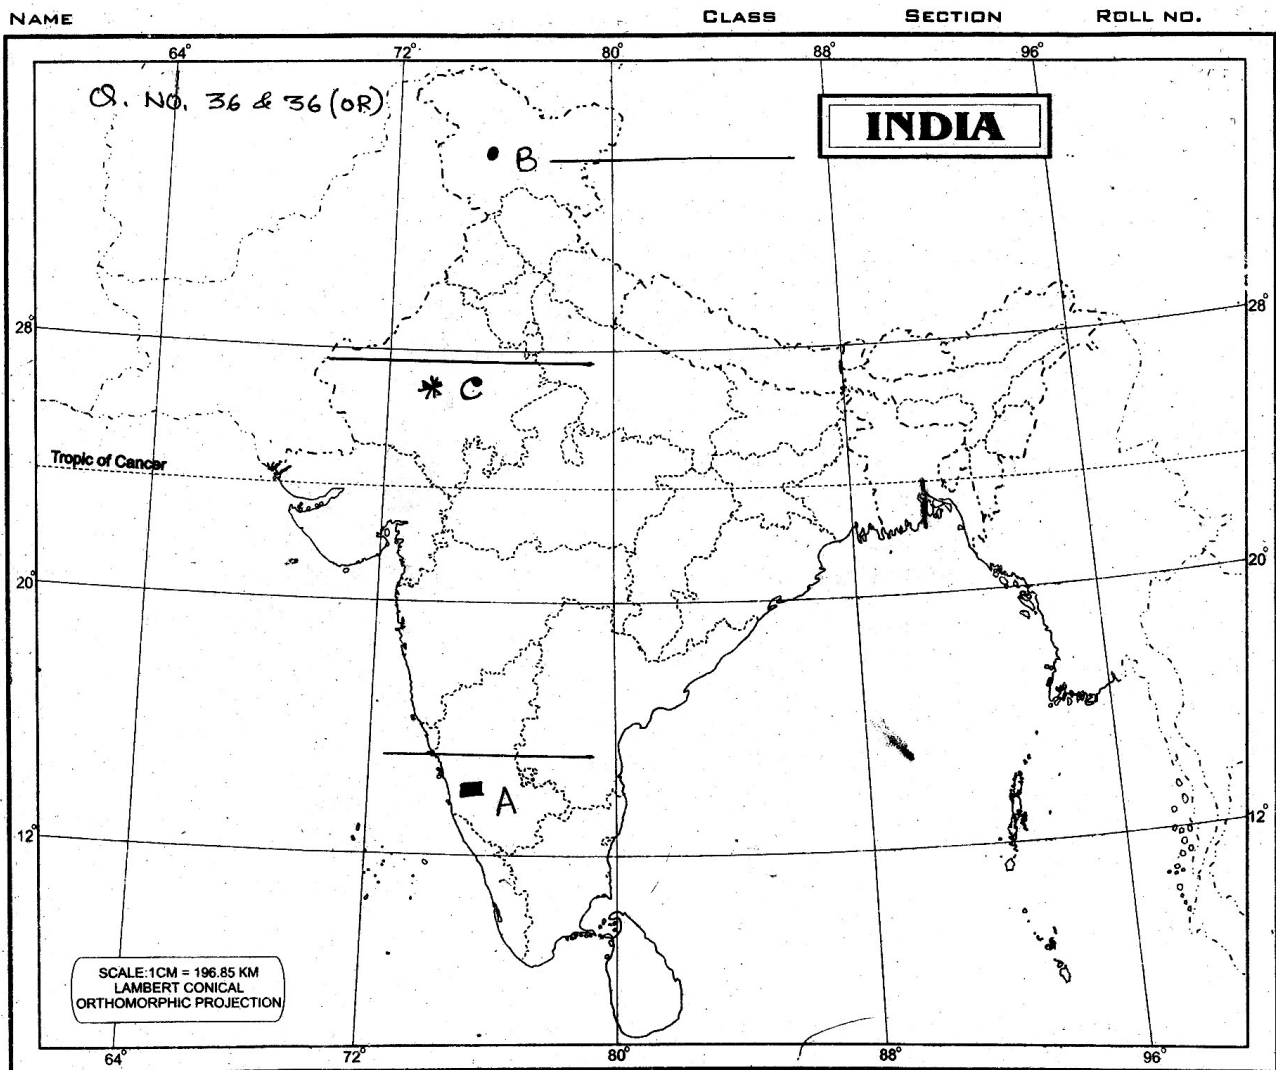 NAME CLASS SECTION ROLL NO.
64° 72° 80° 88° 96°
Q. NO. 36 & 36 (OR)
INDIA
B
28° 28°
C
Tropic of Cancer
20° 20°
A
12° 12°
SCALE:1CM = 196.85 KM
LAMBERT CONICAL
ORTHOMORPHIC PROJECTION
64° 72° 80° 88° 96°